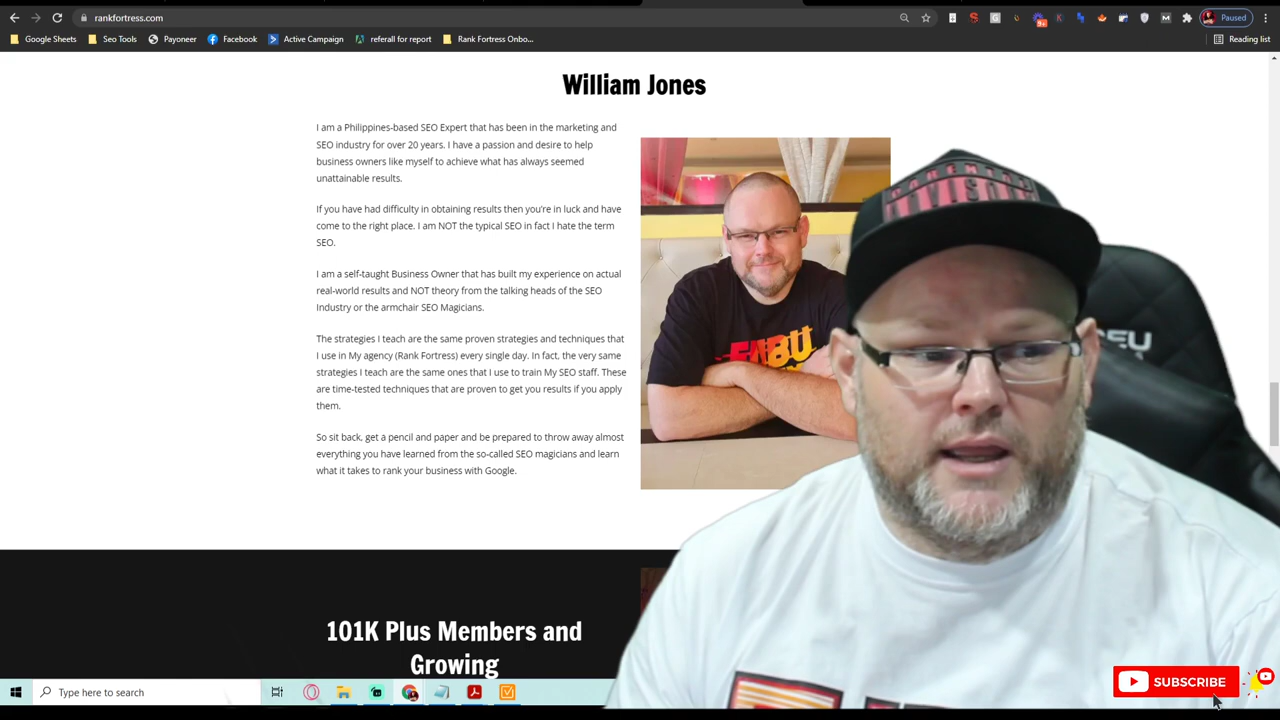 rankfortress.com
Paused
Google Sheets
SEO Tools
Payoneer
Facebook
Active Campaign
referall for report
Rank Fortress Onbo...
Reading list
William Jones
I am a Philippines-based SEO Expert that has been in the marketing and
SEO industry for over 20 years. I have a passion and desire to help
business owners like myself to achieve what has always seemed
unattainable results.
If you have had difficulty in obtaining results then you're in luck and have
come to the right place. I am NOT the typical SEO in fact I hate the term
SEO.
I am a self-taught Business Owner that has built my experience on actual
real-world results and NOT theory from the talking heads of the SEO
Industry or the armchair SEO Magicians.
The strategies I teach are the same proven strategies and techniques that
I use in My agency (Rank Fortress) every single day. In fact, the very same
strategies I teach are the same ones that I use to train My SEO staff. These
are time-tested techniques that are proven to get you results if you apply
them.
So sit back, get a pencil and paper and be prepared to throw away almost
everything you have learned from the so-called SEO magicians and learn
what it takes to rank your business with Google.
101K Plus Members and
Growing
Type here to search
SUBSCRIBE